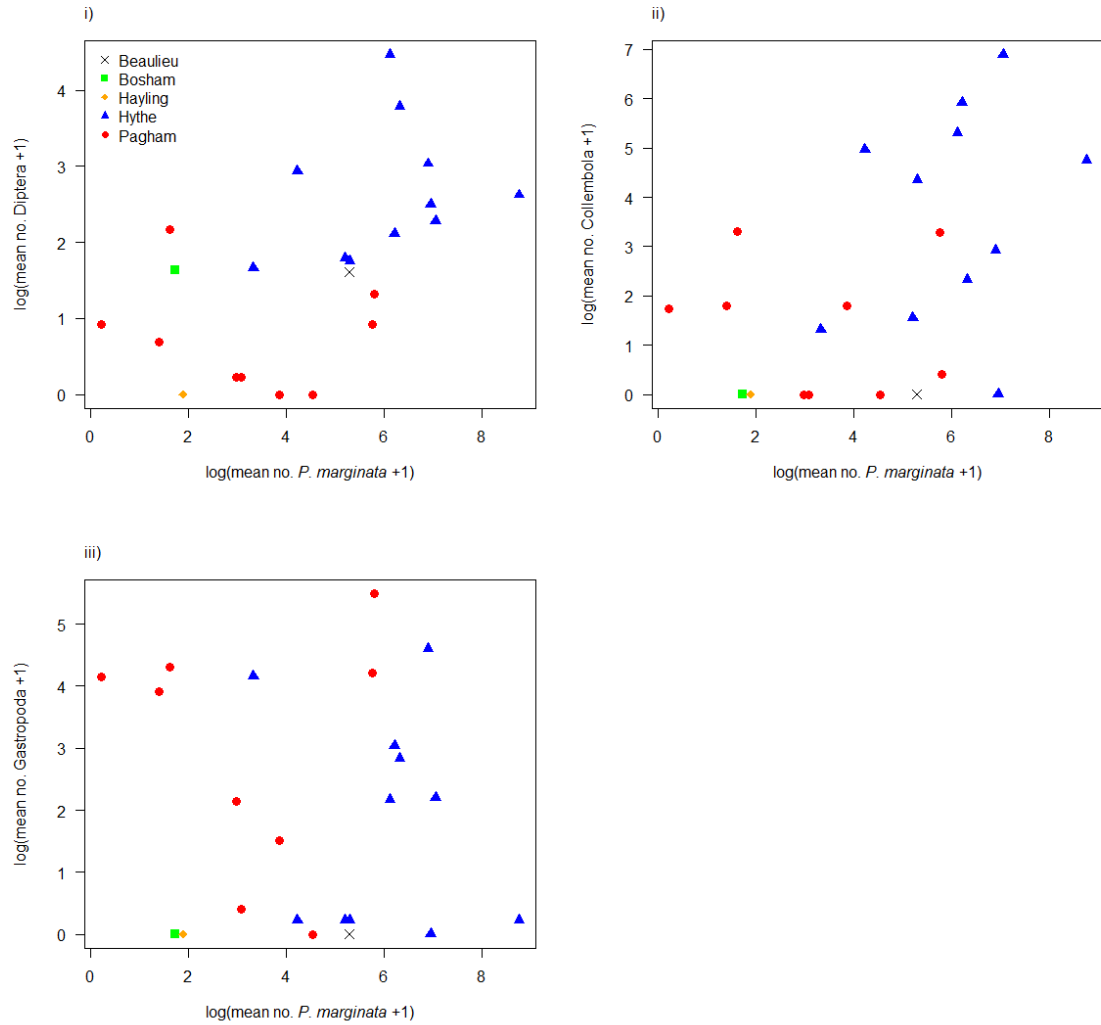 i)
log(mean no. Diptera +1)
4
3
2
1
0
Beaulieu
Bosham
Hayling
Hythe
Pagham
0 2 4 6 8
log(mean no. P. marginata +1)
ii)
log(mean no. Collembola +1)
7
6
5
4
3
2
1
0
0 2 4 6 8
log(mean no. P. marginata +1)
iii)
log(mean no. Gastropoda +1)
5
4
3
2
1
0
0 2 4 6 8
log(mean no. P. marginata +1)